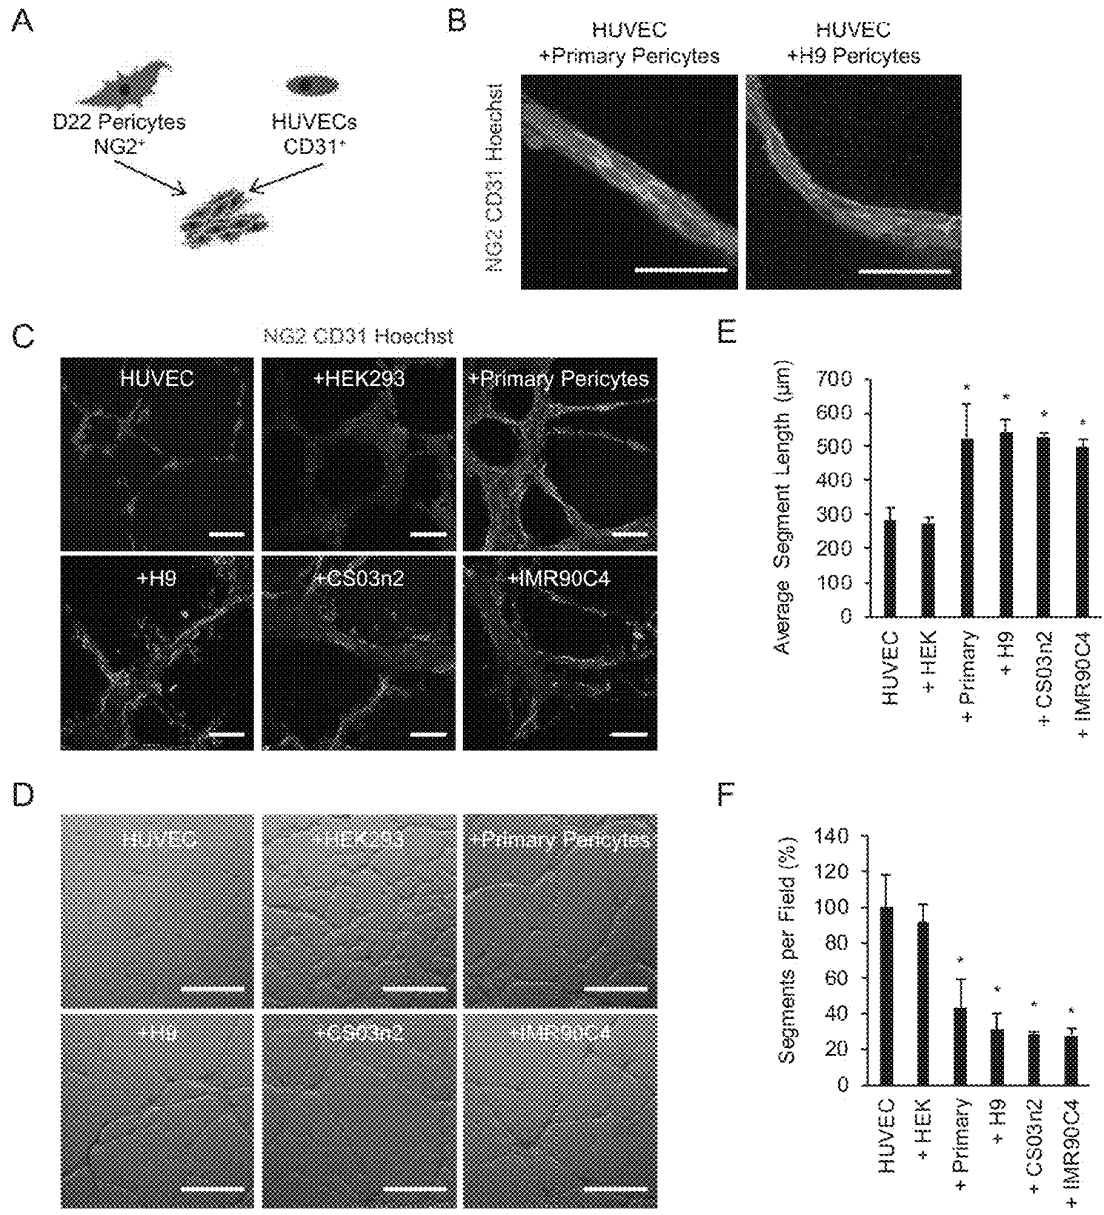 A
D22 Pericytes
NG2⁺
HUVECs
CD31⁺
B
HUVEC
+Primary Pericytes
HUVEC
+H9 Pericytes
NG2 CD31 Hoechst
C
NG2 CD31 Hoechst
HUVEC
+HEK293
+Primary Pericytes
+H9
+CS03n2
+IMR90C4
D
HUVEC
+HEK293
+Primary Pericytes
+H9
+CS03n2
+IMR90C4
E
Average Segment Length (μm)
700
600
500
400
300
200
100
0
* * * *
HUVEC
+ HEK
+ Primary
+ H9
+ CS03n2
+ IMR90C4
F
Segments per Field (%)
140
120
100
80
60
40
20
0
* * * *
HUVEC
+ HEK
+ Primary
+ H9
+ CS03n2
+ IMR90C4